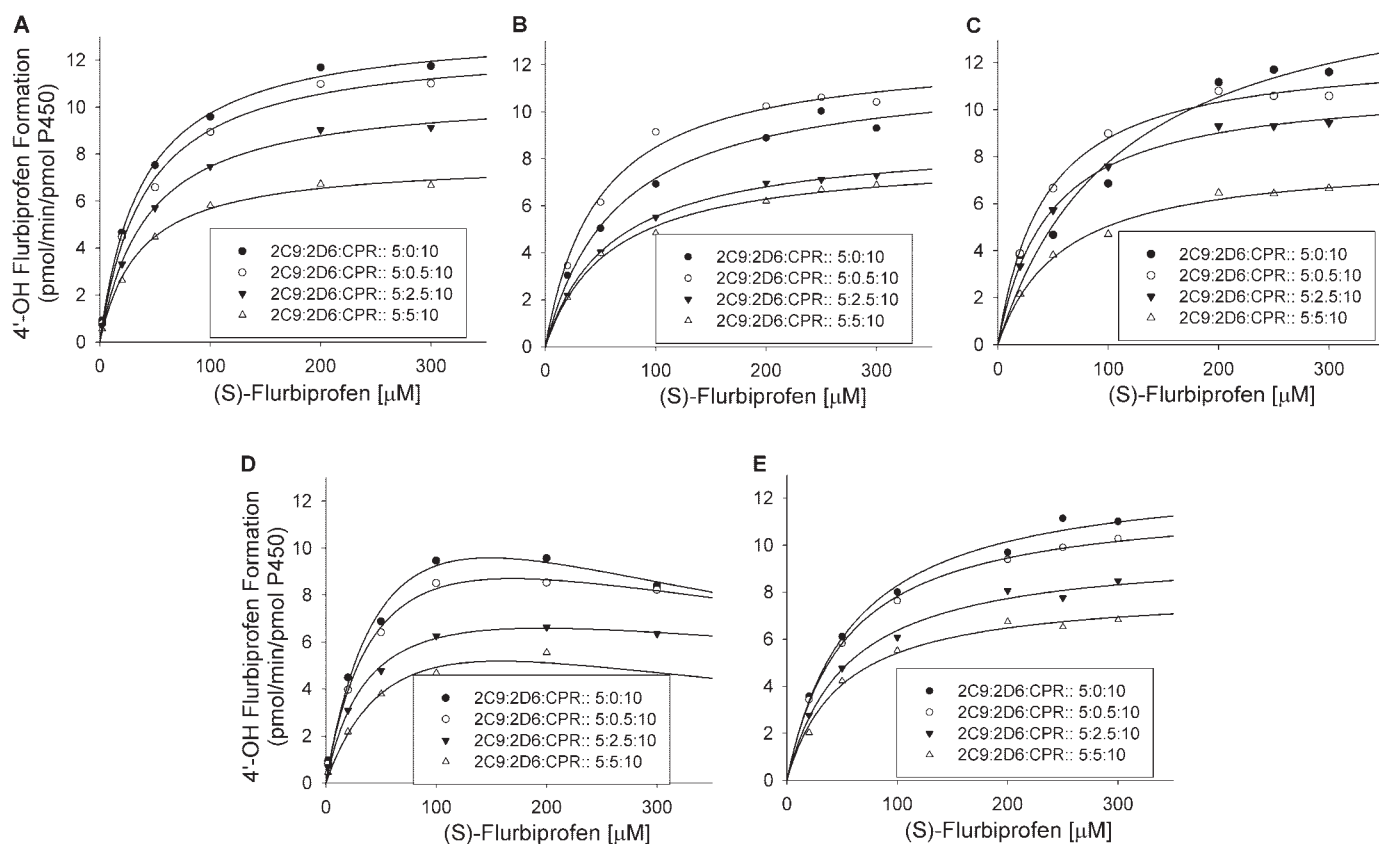 A
4'-OH Flurbiprofen Formation
(pmol/min/pmol P450)
12
10
8
6
4
2
0
2C9:2D6:CPR:: 5:0:10
2C9:2D6:CPR:: 5:0.5:10
2C9:2D6:CPR:: 5:2.5:10
2C9:2D6:CPR:: 5:5:10
0 100 200 300
(S)-Flurbiprofen [µM]
B
12
10
8
6
4
2
0
2C9:2D6:CPR:: 5:0:10
2C9:2D6:CPR:: 5:0.5:10
2C9:2D6:CPR:: 5:2.5:10
2C9:2D6:CPR:: 5:5:10
0 100 200 300
(S)-Flurbiprofen [µM]
C
12
10
8
6
4
2
0
2C9:2D6:CPR:: 5:0:10
2C9:2D6:CPR:: 5:0.5:10
2C9:2D6:CPR:: 5:2.5:10
2C9:2D6:CPR:: 5:5:10
0 100 200 300
(S)-Flurbiprofen [µM]
D
4'-OH Flurbiprofen Formation
(pmol/min/pmol P450)
12
10
8
6
4
2
0
2C9:2D6:CPR:: 5:0:10
2C9:2D6:CPR:: 5:0.5:10
2C9:2D6:CPR:: 5:2.5:10
2C9:2D6:CPR:: 5:5:10
0 100 200 300
(S)-Flurbiprofen [µM]
E
12
10
8
6
4
2
0
2C9:2D6:CPR:: 5:0:10
2C9:2D6:CPR:: 5:0.5:10
2C9:2D6:CPR:: 5:2.5:10
2C9:2D6:CPR:: 5:5:10
0 100 200 300
(S)-Flurbiprofen [µM]